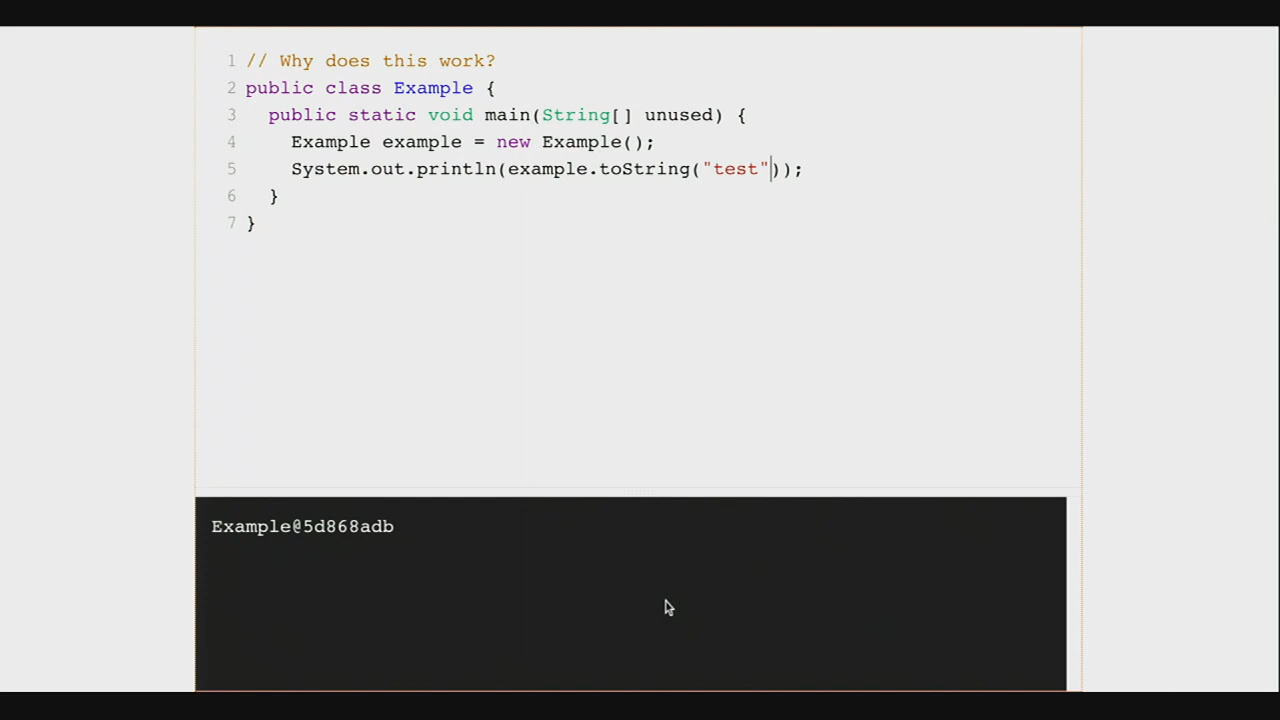 1 // Why does this work?
2 public class Example {
3 public static void main(String[] unused) {
4 Example example = new Example();
5 System.out.println(example.toString("test"));
6 }
7 }
Example@5d868adb